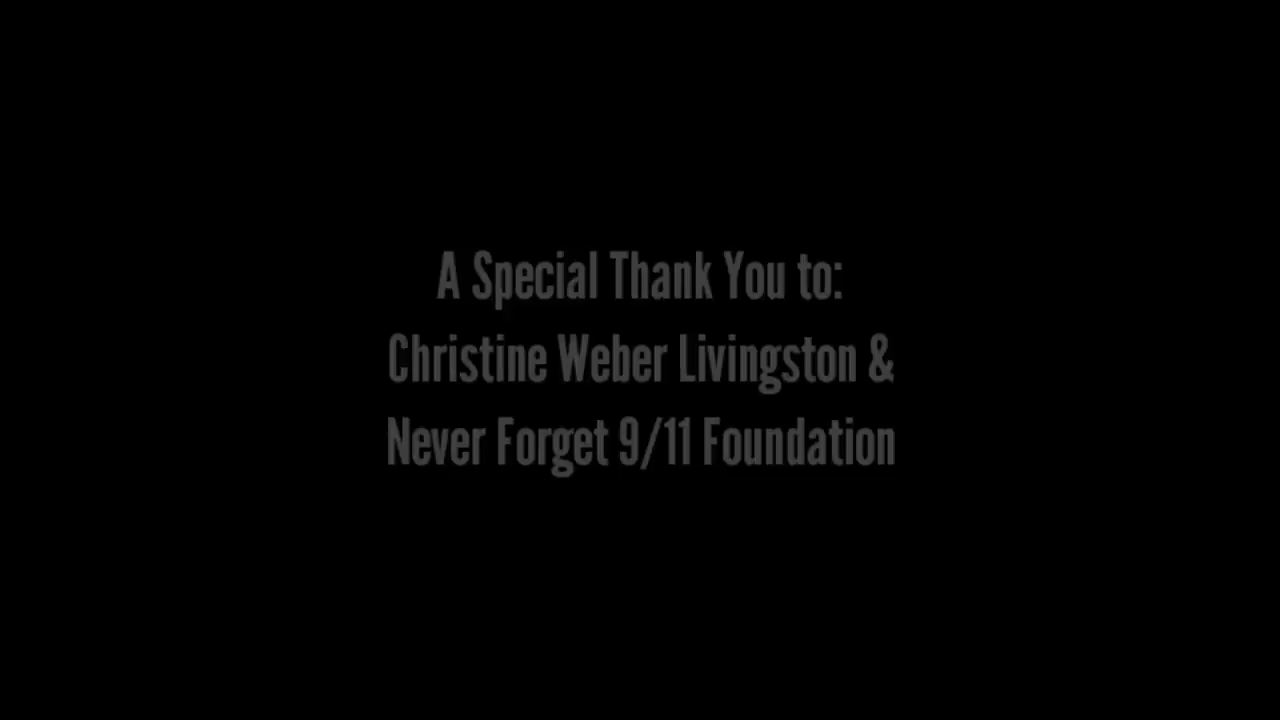 A Special Thank You to:
Christine Weber Livingston &
Never Forget 9/11 Foundation